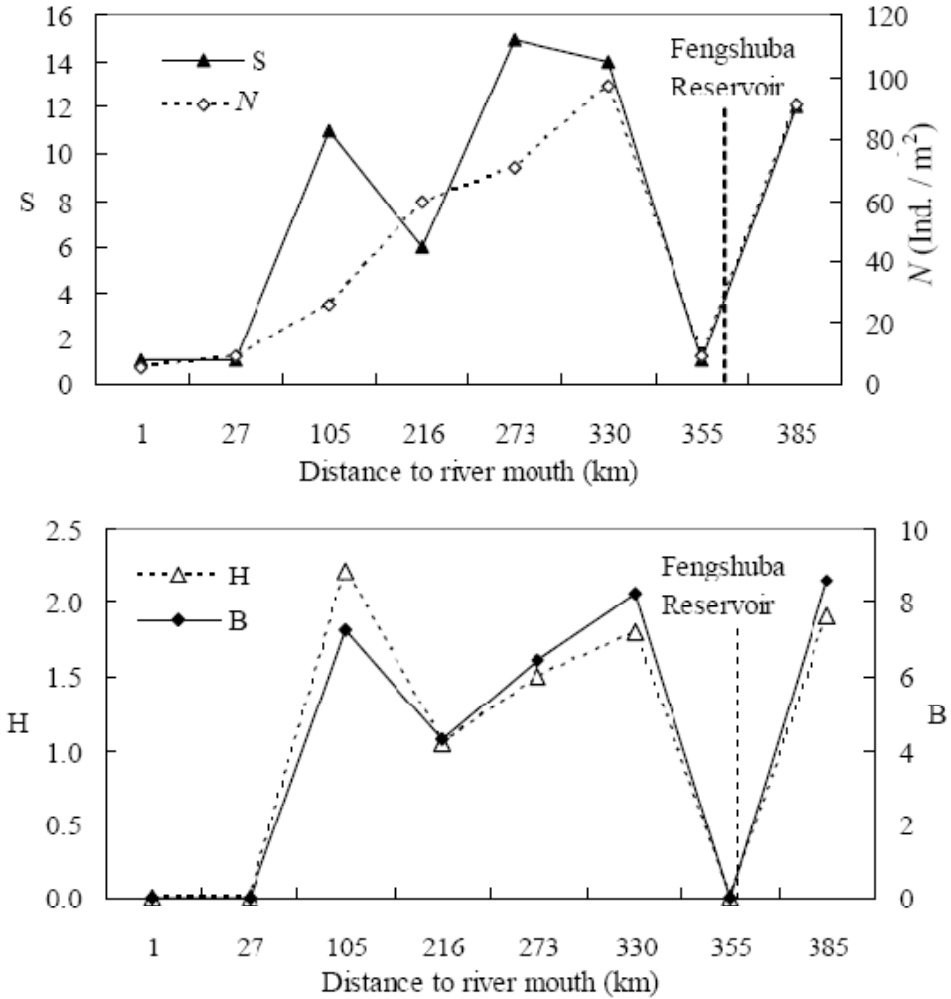 16
14
12
10
8
6
4
2
0
S
S
N
Fengshuba
Reservoir
120
100
80
60
40
20
0
N (Ind. / m²)
1 27 105 216 273 330 355 385
Distance to river mouth (km)
2.5
2.0
1.5
1.0
0.5
0.0
H
H
B
Fengshuba
Reservoir
10
8
6
4
2
0
B
1 27 105 216 273 330 355 385
Distance to river mouth (km)